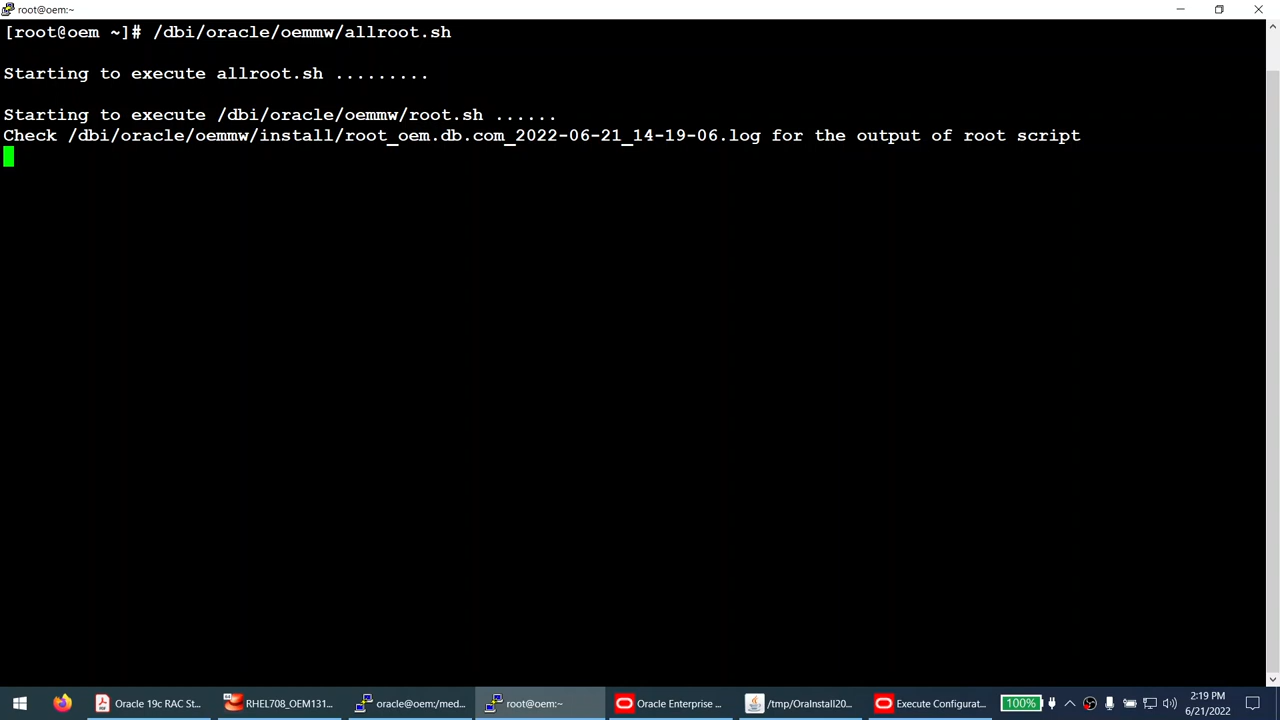 root@oem:~
[root@oem ~]# /dbi/oracle/oemmw/allroot.sh
Starting to execute allroot.sh .........
Starting to execute /dbi/oracle/oemmw/root.sh ......
Check /dbi/oracle/oemmw/install/root_oem.db.com_2022-06-21_14-19-06.log for the output of root script
Oracle 19c RAC St...
oracle@oem:/med...
root@oem:~
Oracle Enterprise ...
/tmp/OraInstall20...
Execute Configurat...
100%
2:19 PM
6/21/2022